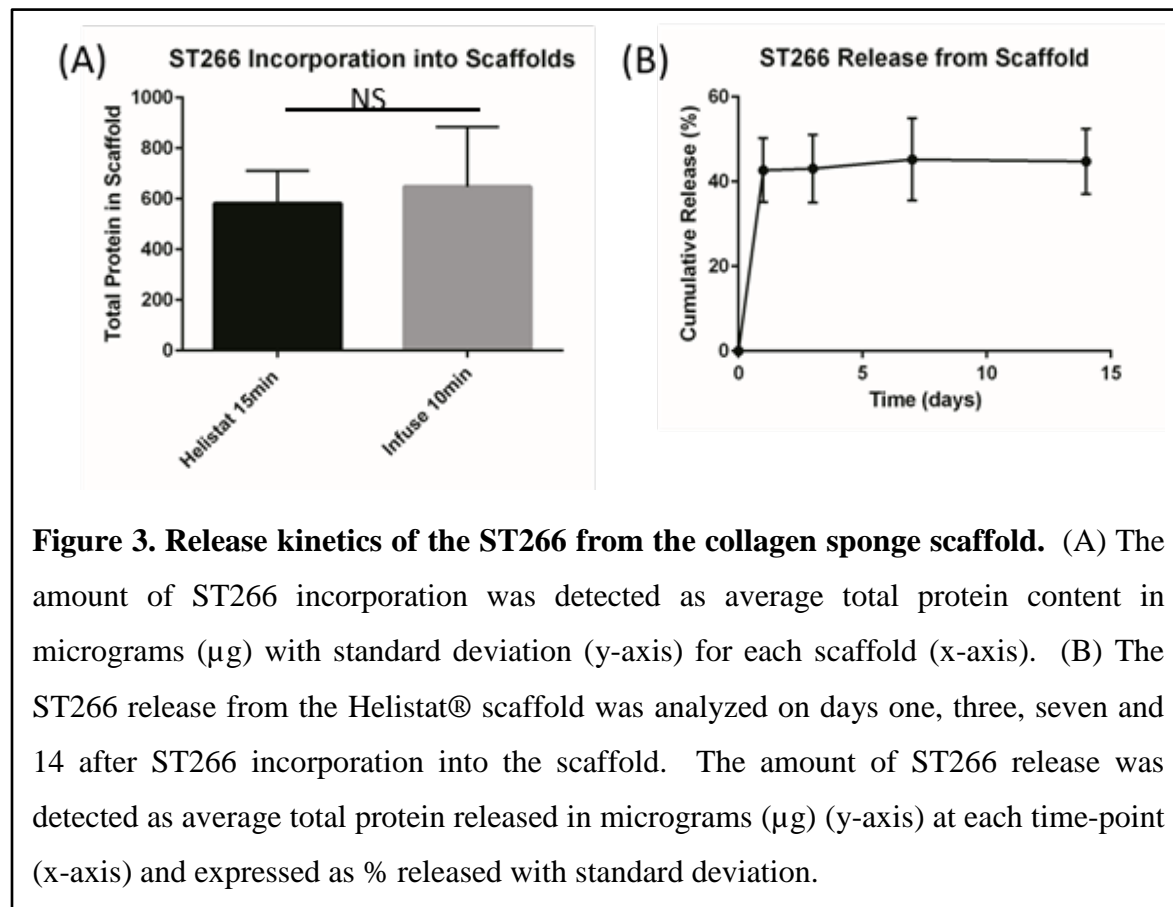 (A)
ST266 Incorporation into Scaffolds
NS
Total Protein in Scaffold
1000
800
600
400
200
0
Helistat 15min
Infuse 10min
(B)
ST266 Release from Scaffold
Cumulative Release (%)
60
40
20
0
0
5
10
15
Time (days)
Figure 3. Release kinetics of the ST266 from the collagen sponge scaffold. (A) The
amount of ST266 incorporation was detected as average total protein content in
micrograms (µg) with standard deviation (y-axis) for each scaffold (x-axis). (B) The
ST266 release from the Helistat® scaffold was analyzed on days one, three, seven and
14 after ST266 incorporation into the scaffold. The amount of ST266 release was
detected as average total protein released in micrograms (µg) (y-axis) at each time-point
(x-axis) and expressed as % released with standard deviation.